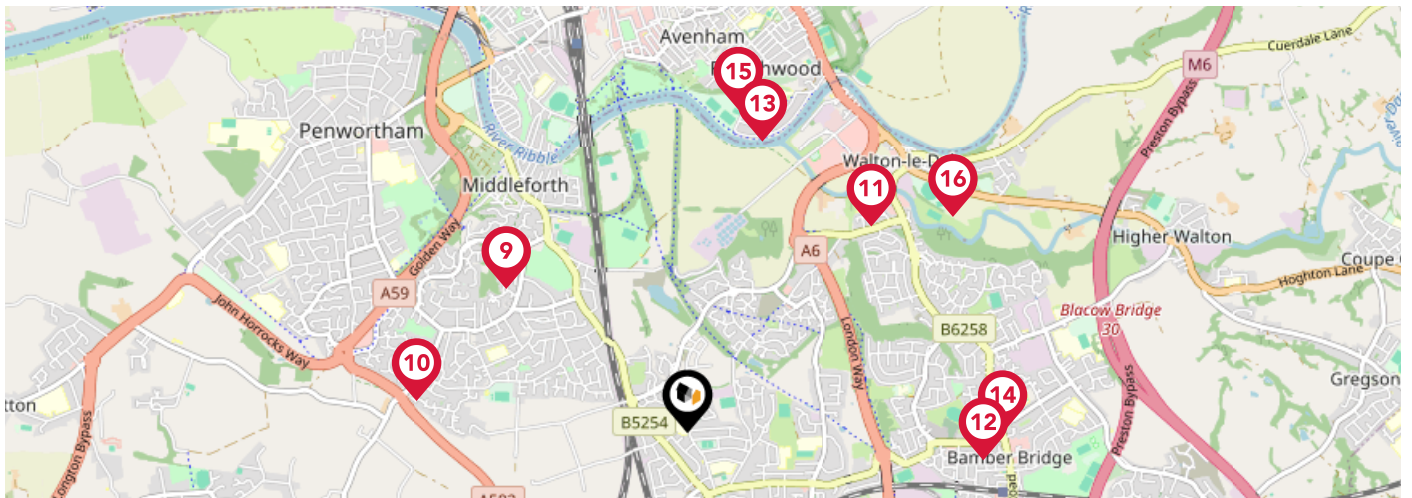 Avenham
15
13
Cuerdale Lane
M6
Preston Bypass
Penwortham
River Ribble
Middleforth
Walton-le-D
11
16
Higher Walton
A6
9
Golden Way
A59
John Horrocks Way
Hoghton Lane
Coupe
Blacow Bridge
30
B6258
London Way
10
14
12
B5254
Gregson
tton
Longton Bypass
Preston Bypass
Bamber Bridge
A582